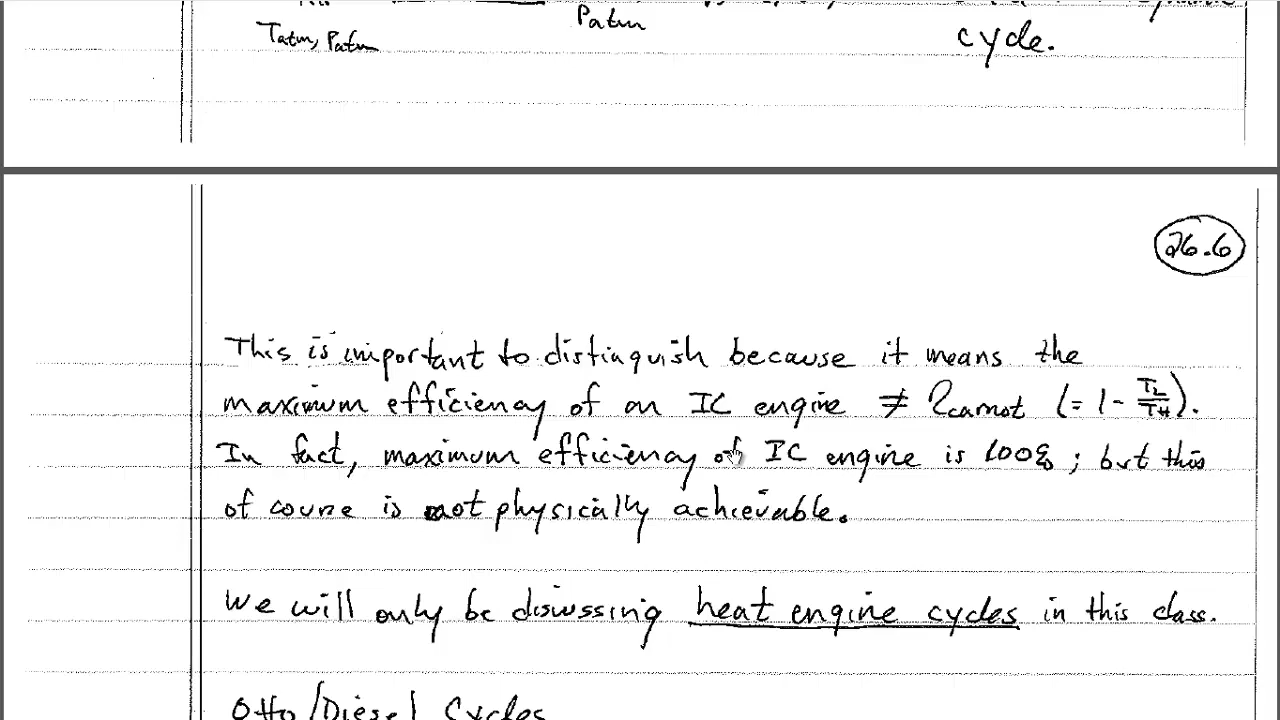 Patm
Tatm, Patm
cycle.
26.6
This is important to distinguish because it means the
maximum efficiency of an IC engine ≠ ηcarnot (= 1 - TL/TH).
In fact, maximum efficiency of IC engine is 100%; but this
of course is not physically achievable.
We will only be discussing heat engine cycles in this class.
Otto/Diesel Cycles